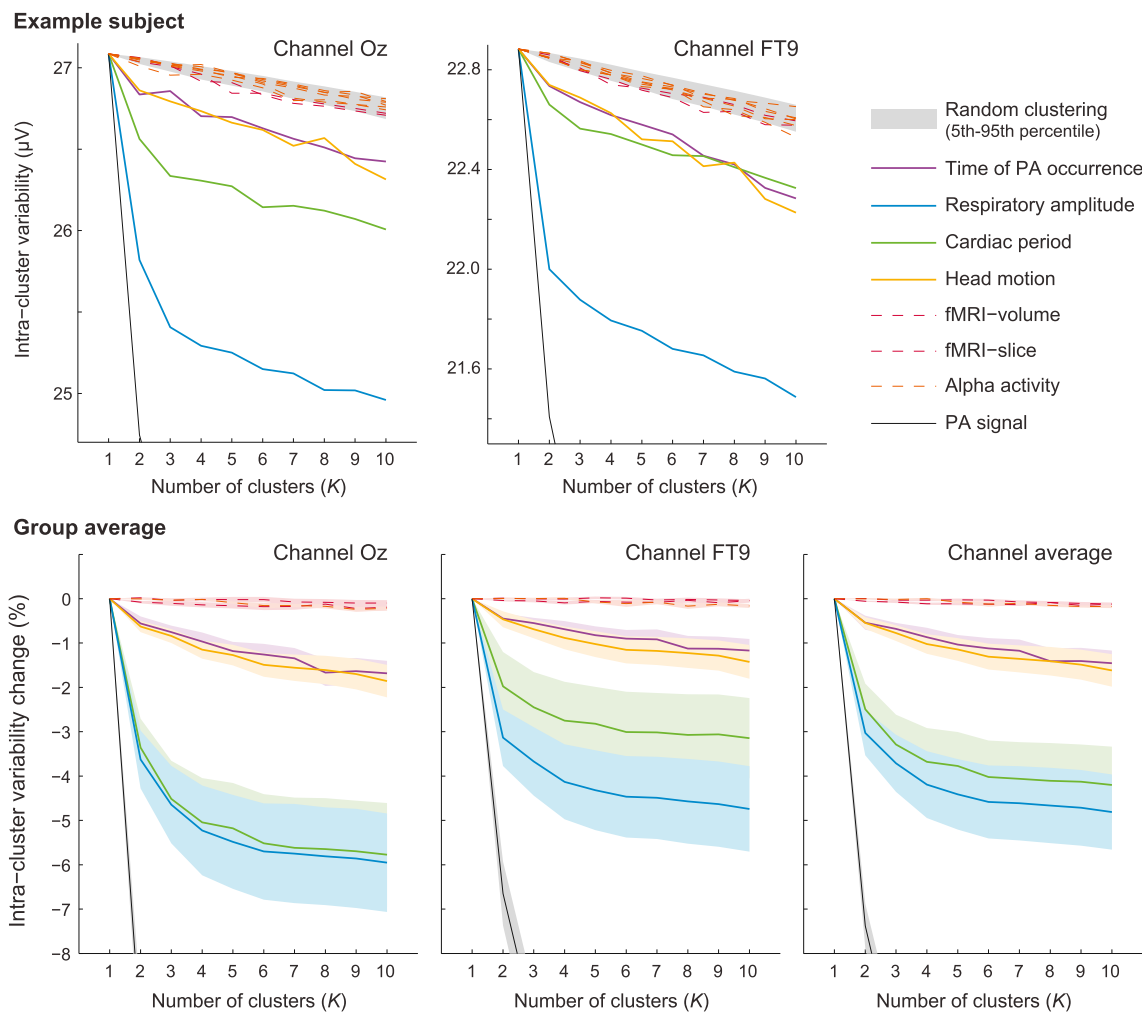 Example subject
Channel Oz
Intra−cluster variability (μV)
27
26
25
1 2 3 4 5 6 7 8 9 10
Number of clusters (K)
Channel FT9
22.8
22.4
22.0
21.6
1 2 3 4 5 6 7 8 9 10
Number of clusters (K)
Random clustering
(5th-95th percentile)
Time of PA occurrence
Respiratory amplitude
Cardiac period
Head motion
fMRI−volume
fMRI−slice
Alpha activity
PA signal
Group average
Channel Oz
Intra−cluster variability change (%)
0
−1
−2
−3
−4
−5
−6
−7
−8
1 2 3 4 5 6 7 8 9 10
Number of clusters (K)
Channel FT9
1 2 3 4 5 6 7 8 9 10
Number of clusters (K)
Channel average
1 2 3 4 5 6 7 8 9 10
Number of clusters (K)